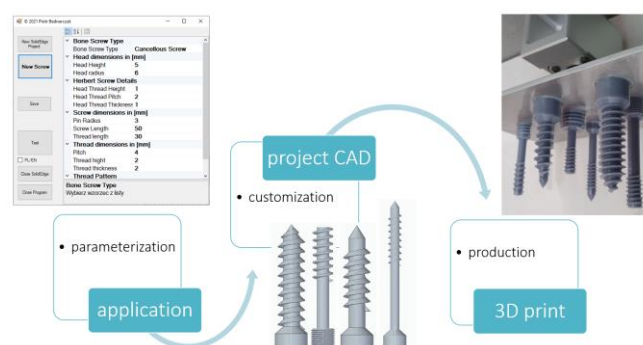 © 2021 Piotr Bednarczyk
New SolidEdge
Project
New Screw
Save
Test
PL/EN
Close SolidEdge
Close Program
Bone Screw Type
Bone Screw Type Cancellous Screw
Head dimensions in [mm]
Head Height 5
Head radius 6
Herbert Screw Details
Head Thread Height 1
Head Thread Pitch 2
Head Thread Thickness 1
Screw dimensions in [mm]
Pin Radius 3
Screw Length 50
Thread length 30
Thread dimensions in [mm]
Pitch 4
Thread hight 2
Thread thickness 2
Thread Pattern
Bone Screw Type
Wybierz wzorzec z listy
• parameterization
application
project CAD
• customization
• production
3D print